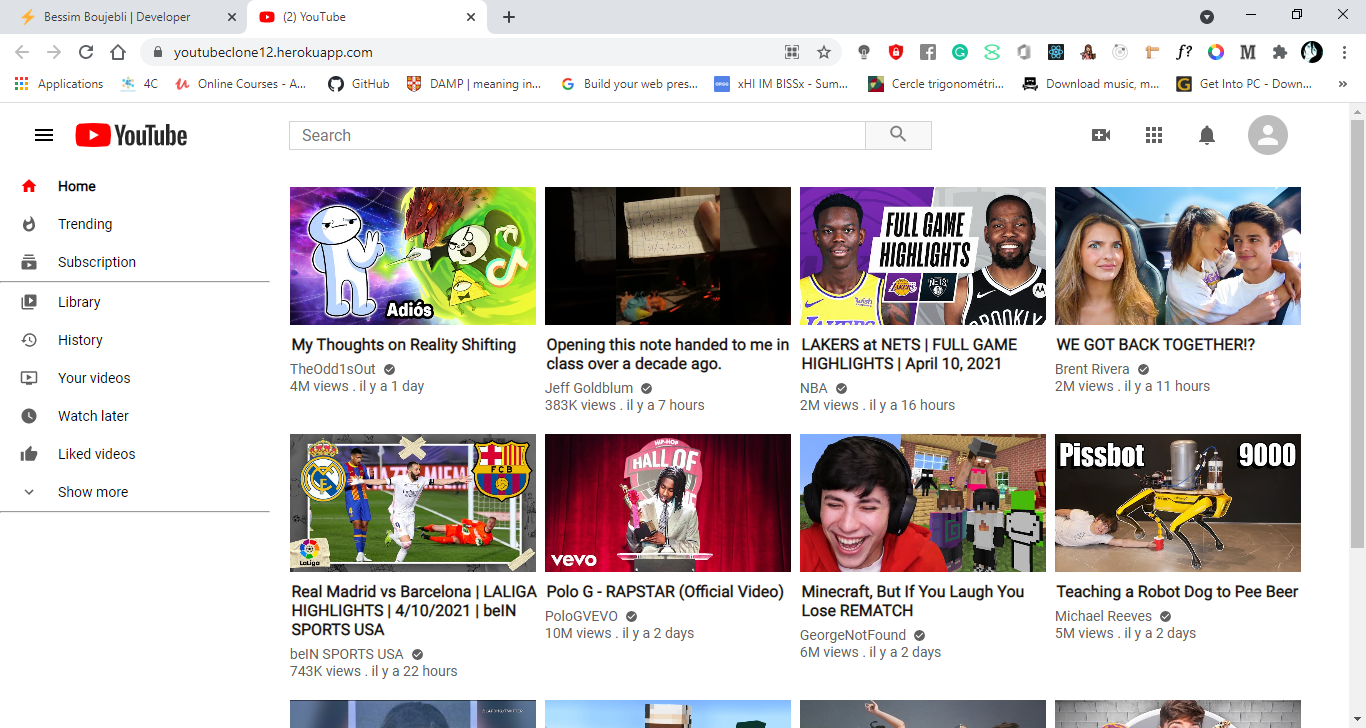 Bessim Boujebli | Developer
(2) YouTube
youtubeclone12.herokuapp.com
Applications
4C
Online Courses - A...
GitHub
DAMP | meaning in...
Build your web pres...
xHI IM BISSx - Sum...
Cercle trigonométri...
Download music, m...
Get Into PC - Down...
»
YouTube
Search
Home
Trending
Subscription
Library
History
Your videos
Watch later
Liked videos
Show more
Adiós
My Thoughts on Reality Shifting
TheOdd1sOut
4M views . il y a 1 day
Opening this note handed to me in
class over a decade ago.
Jeff Goldblum
383K views . il y a 7 hours
FULL GAME
HIGHLIGHTS
wish
LAKERS
NETS
BROOKLYN
LAKERS at NETS | FULL GAME
HIGHLIGHTS | April 10, 2021
NBA
2M views . il y a 16 hours
WE GOT BACK TOGETHER!?
Brent Rivera
2M views . il y a 11 hours
FCB
LaLiga
Real Madrid vs Barcelona | LALIGA
HIGHLIGHTS | 4/10/2021 | beIN
SPORTS USA
beIN SPORTS USA
743K views . il y a 22 hours
HIP-HOP
HALL OF
vevo
Polo G - RAPSTAR (Official Video)
PoloGVEVO
10M views . il y a 2 days
Minecraft, But If You Laugh You
Lose REMATCH
GeorgeNotFound
6M views . il y a 2 days
Pissbot 9000
Teaching a Robot Dog to Pee Beer
Michael Reeves
5M views . il y a 2 days